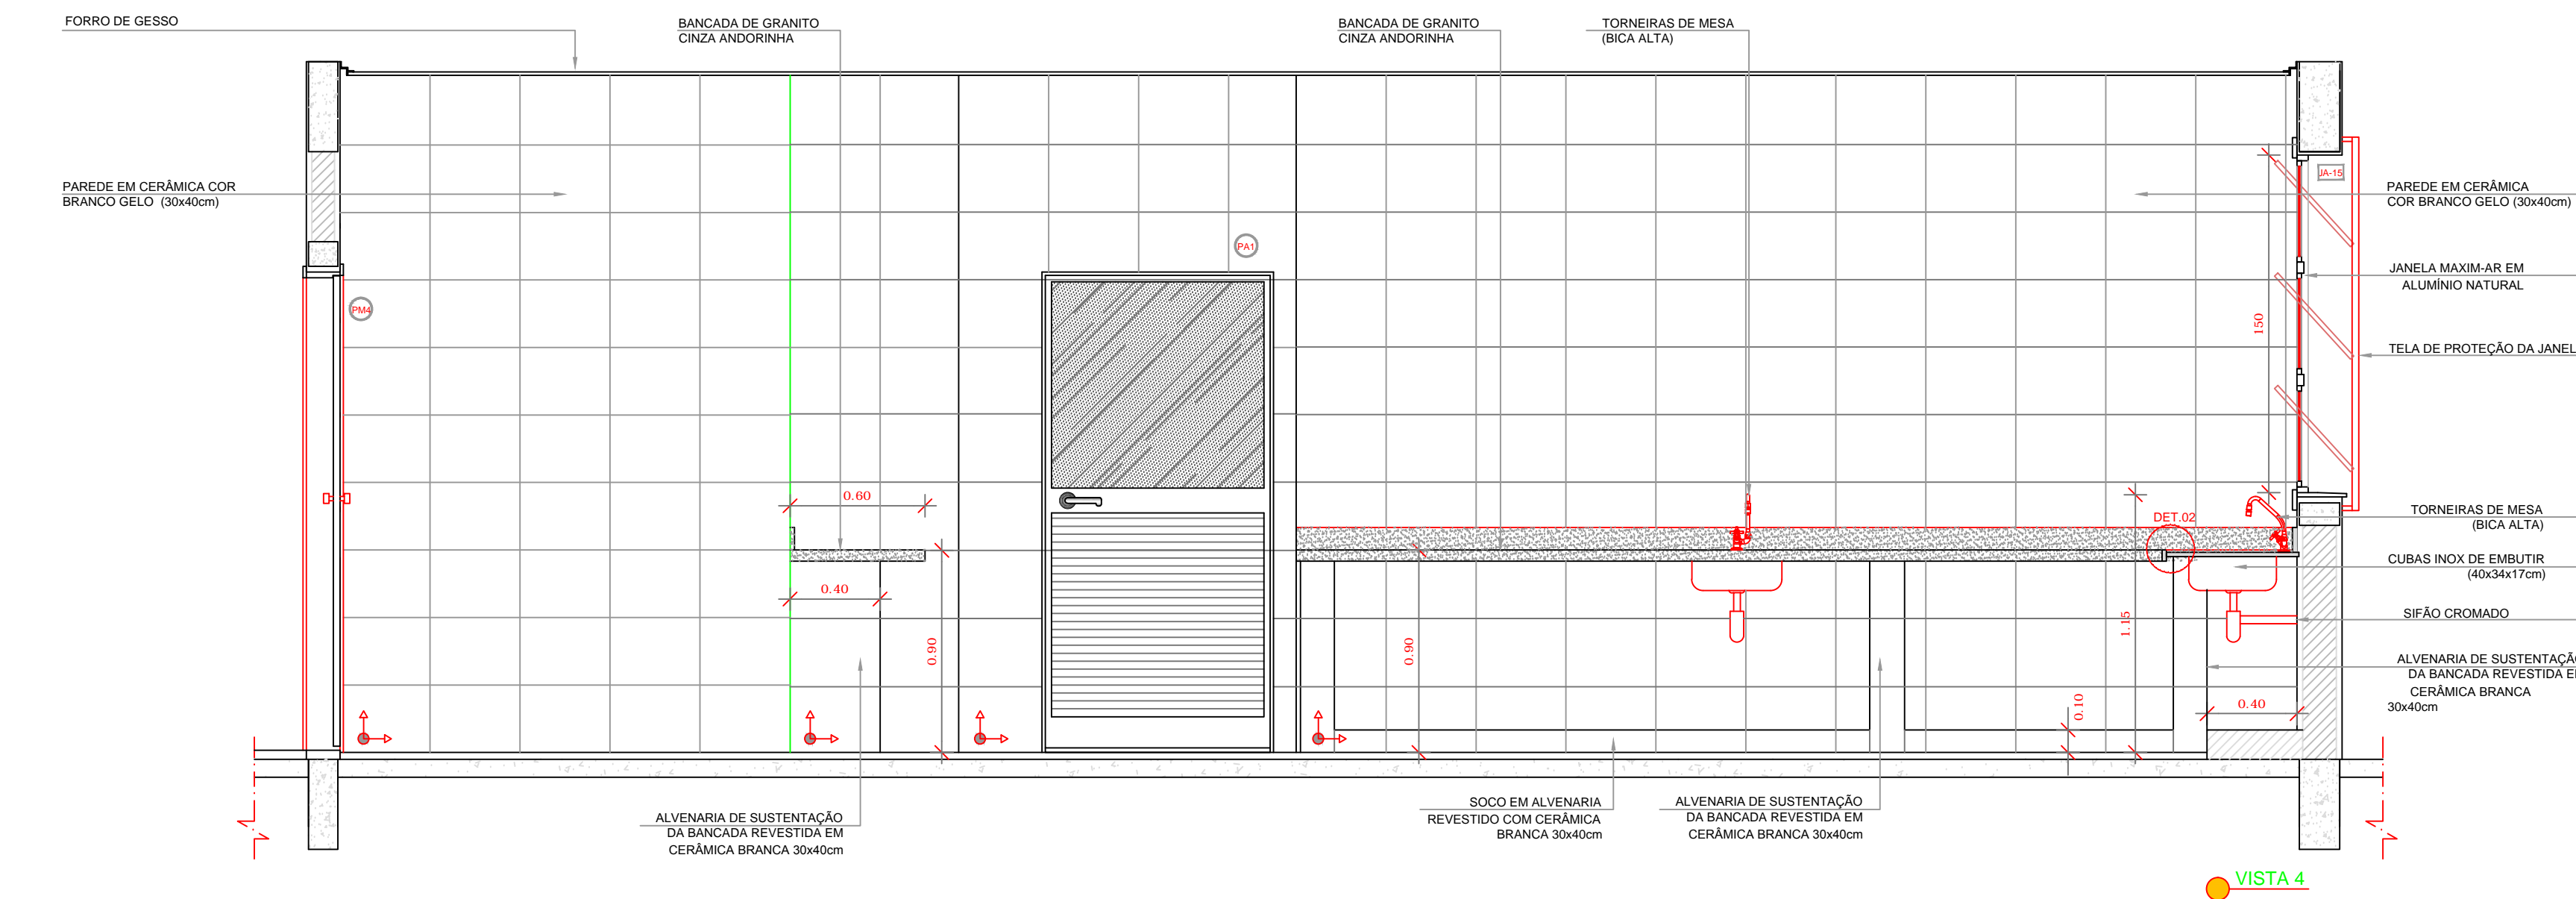 FORRO DE GESSO
BANCADA DE GRANITO
CINZA ANDORINHA
BANCADA DE GRANITO
CINZA ANDORINHA
TORNEIRAS DE MESA
(BICA ALTA)
PAREDE EM CERÂMICA COR
BRANCO GELO (30x40cm)
JA-15
PAREDE EM CERÂMICA
COR BRANCO GELO (30x40cm)
PA1
JANELA MAXIM-AR EM
ALUMÍNIO NATURAL
PM4
150
TELA DE PROTEÇÃO DA JANEL
0.60
DET.02
TORNEIRAS DE MESA
(BICA ALTA)
CUBAS INOX DE EMBUTIR
(40x34x17cm)
0.40
SIFÃO CROMADO
0.90
0.90
1.15
ALVENARIA DE SUSTENTAÇÃ
DA BANCADA REVESTIDA E
CERÂMICA BRANCA
30x40cm
0.10
0.40
ALVENARIA DE SUSTENTAÇÃO
DA BANCADA REVESTIDA EM
CERÂMICA BRANCA 30x40cm
SOCO EM ALVENARIA
REVESTIDO COM CERÂMICA
BRANCA 30x40cm
ALVENARIA DE SUSTENTAÇÃO
DA BANCADA REVESTIDA EM
CERÂMICA BRANCA 30x40cm
VISTA 4